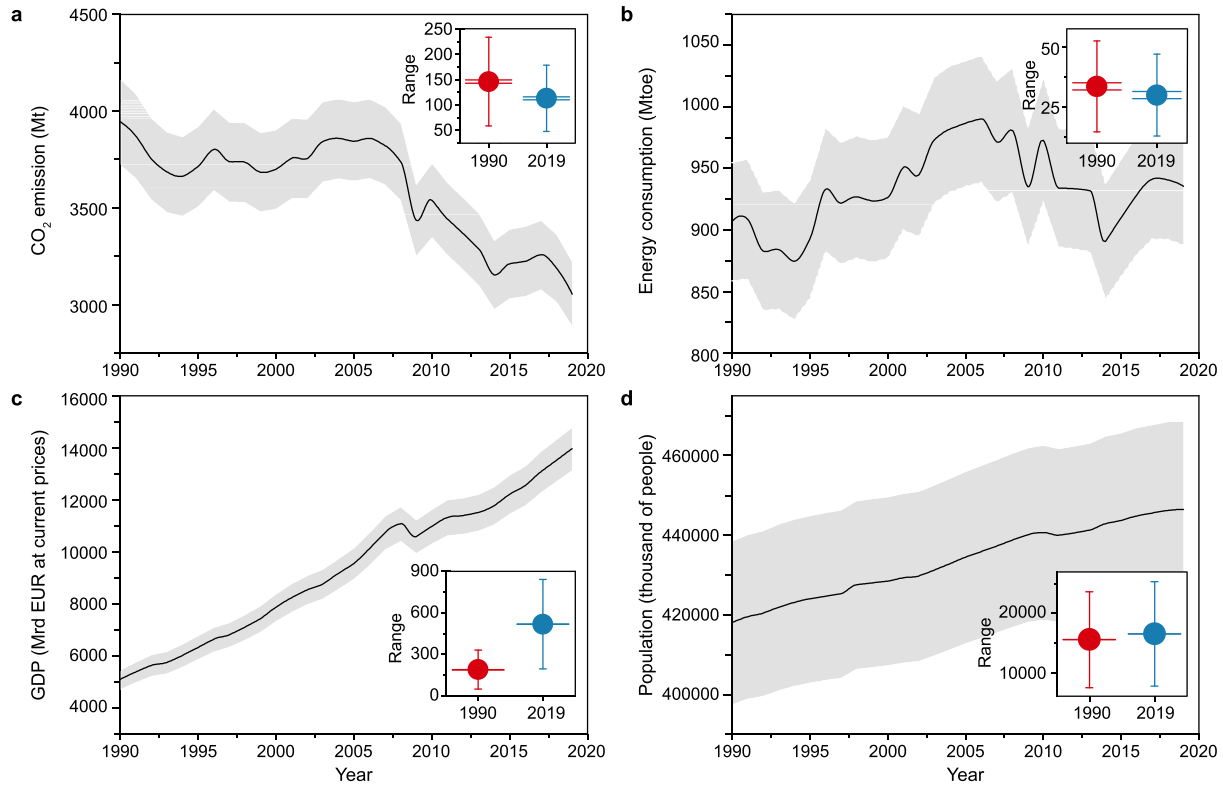 a
4500
4000
3500
3000
CO2 emission (Mt)
1990 1995 2000 2005 2010 2015 2020
250
200
150
100
50
Range
1990 2019
b
1075
1000
950
900
850
800
Energy consumption (Mtoe)
1990 1995 2000 2005 2010 2015 2020
50
25
Range
1990 2019
c
16000
14000
12000
10000
8000
6000
4000
GDP (Mrd EUR at current prices)
1990 1995 2000 2005 2010 2015 2020
Year
900
600
300
0
Range
1990 2019
d
460000
440000
420000
400000
Population (thousand of people)
1990 1995 2000 2005 2010 2015 2020
Year
20000
10000
Range
1990 2019